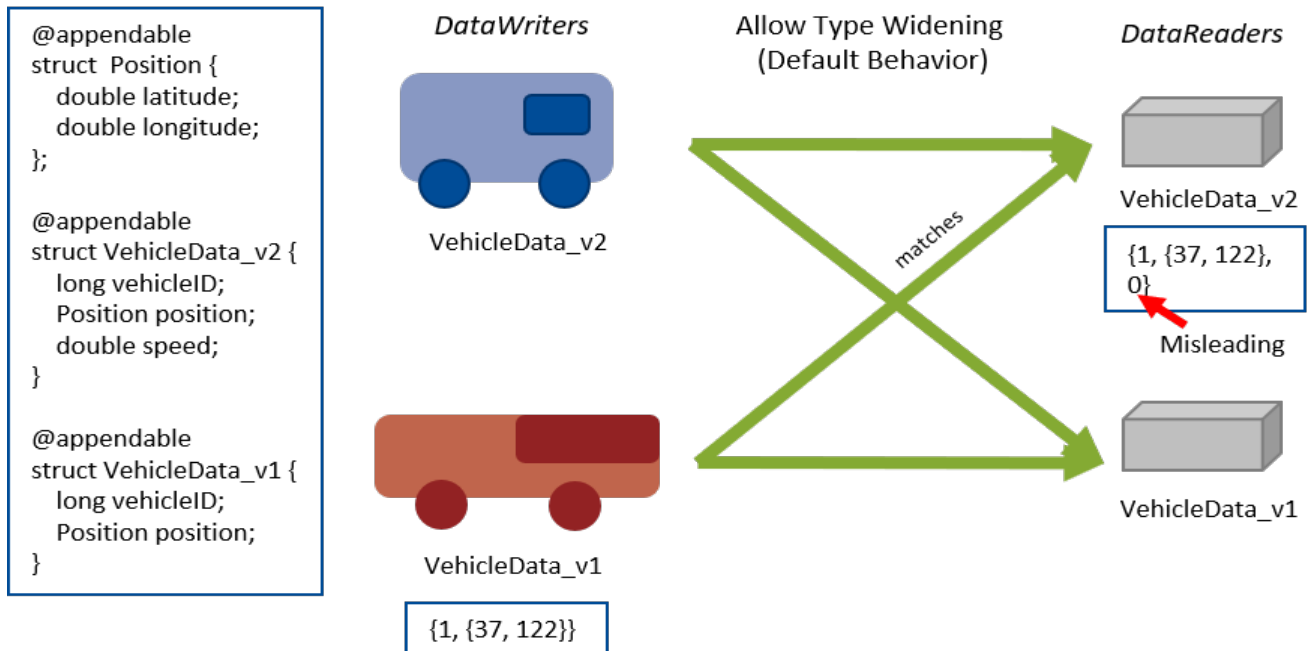 @appendable
struct  Position {
double latitude;
double longitude;
};
@appendable
struct VehicleData_v2 {
long vehicleID;
Position position;
double speed;
}
@appendable
struct VehicleData_v1 {
long vehicleID;
Position position;
}
DataWriters
VehicleData_v2
VehicleData_v1
{1, {37, 122}}
Allow Type Widening
(Default Behavior)
matches
DataReaders
VehicleData_v2
{1, {37, 122},
0}
Misleading
VehicleData_v1